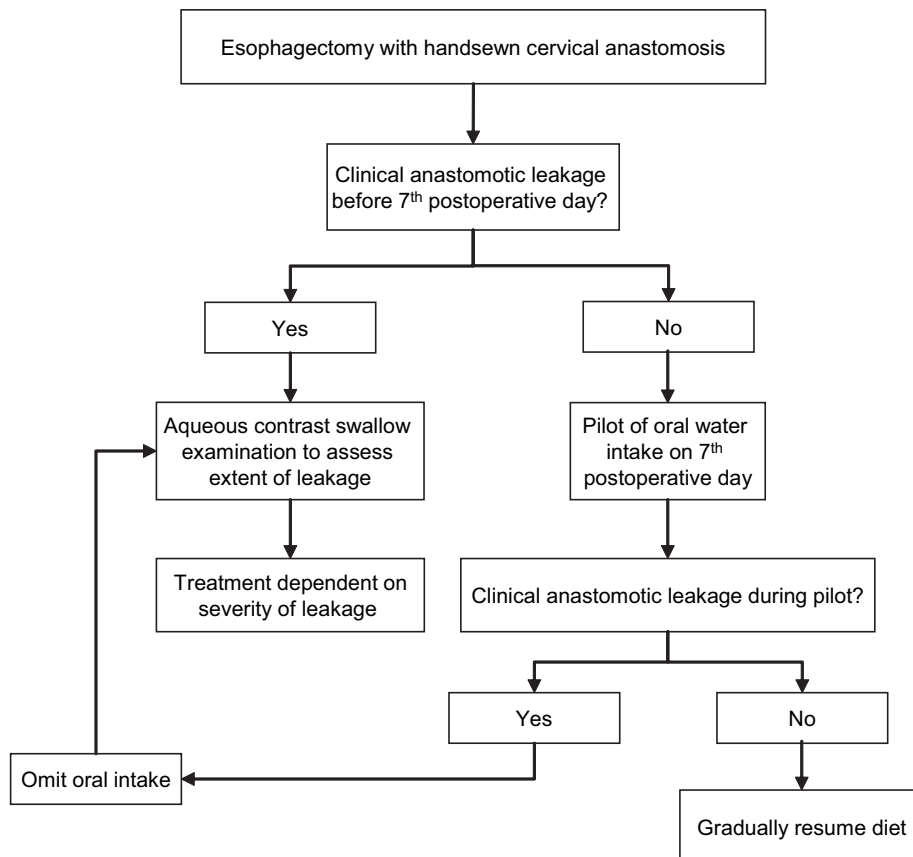 Esophagectomy with handsewn cervical anastomosis
Clinical anastomotic leakage
before 7th postoperative day?
Yes
No
Aqueous contrast swallow
examination to assess
extent of leakage
Pilot of oral water
intake on 7th
postoperative day
Treatment dependent on
severity of leakage
Clinical anastomotic leakage during pilot?
Yes
No
Omit oral intake
Gradually resume diet